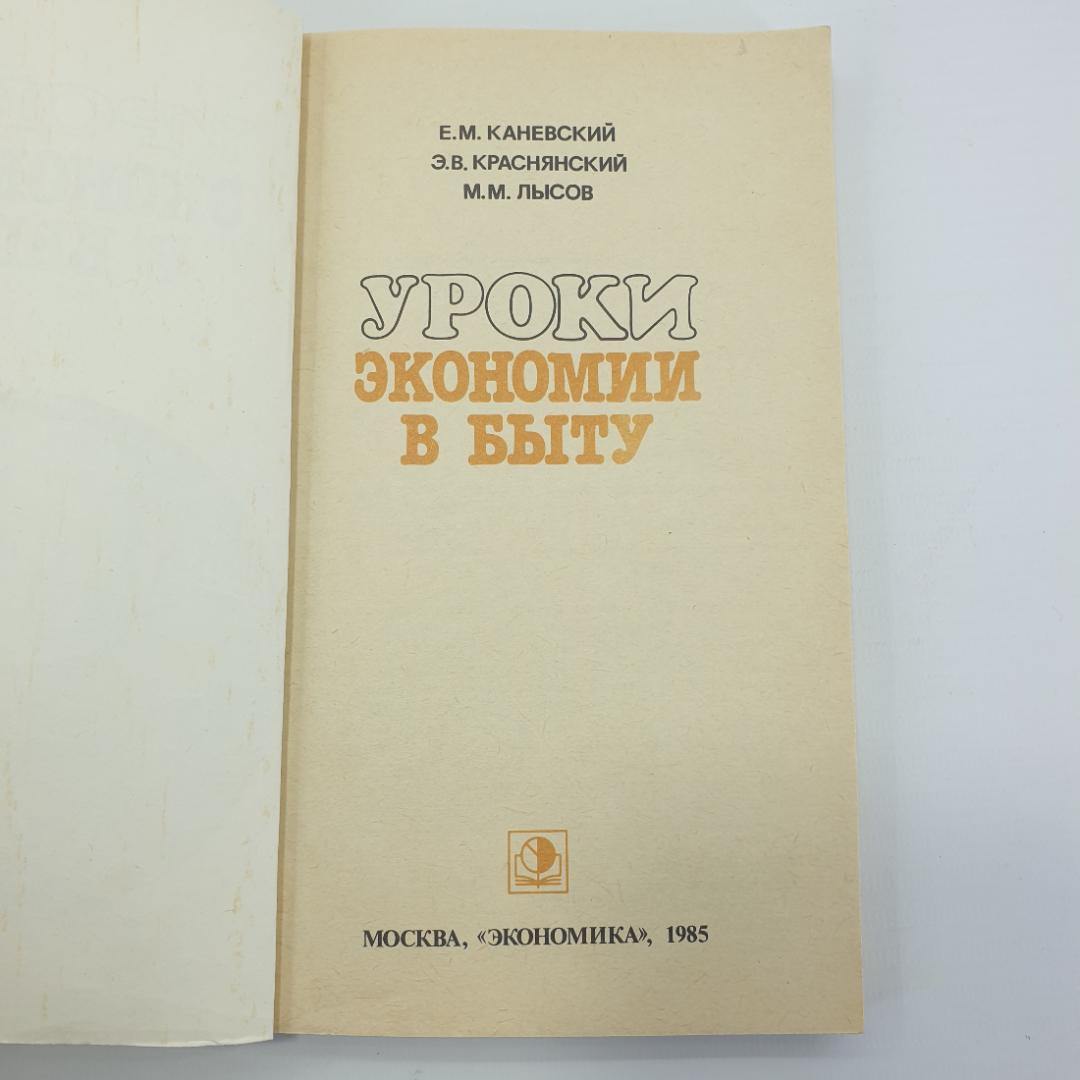 Е.М. КАНЕВСКИЙ
Э.В. КРАСНЯНСКИЙ
М.М. ЛЫСОВ
УРОКИ
ЭКОНОМИИ
В БЫТУ
МОСКВА, «ЭКОНОМИКА», 1985